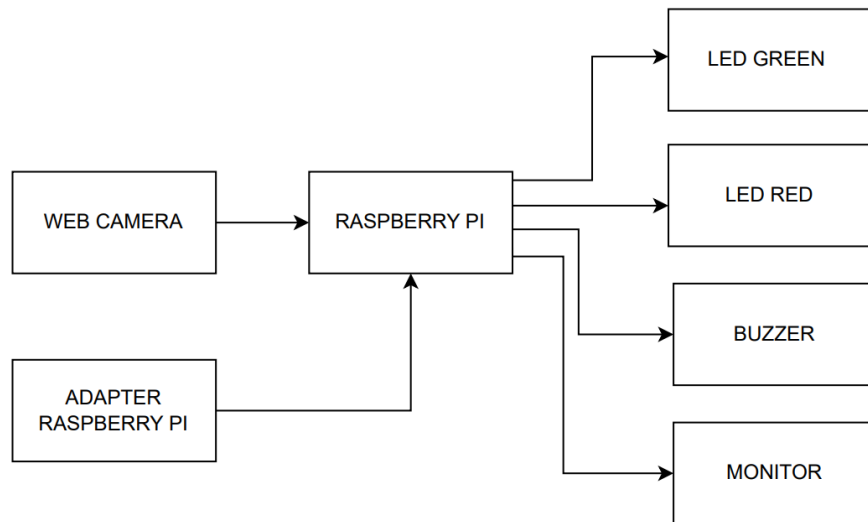 LED GREEN
LED RED
WEB CAMERA
RASPBERRY PI
BUZZER
ADAPTER
RASPBERRY PI
MONITOR